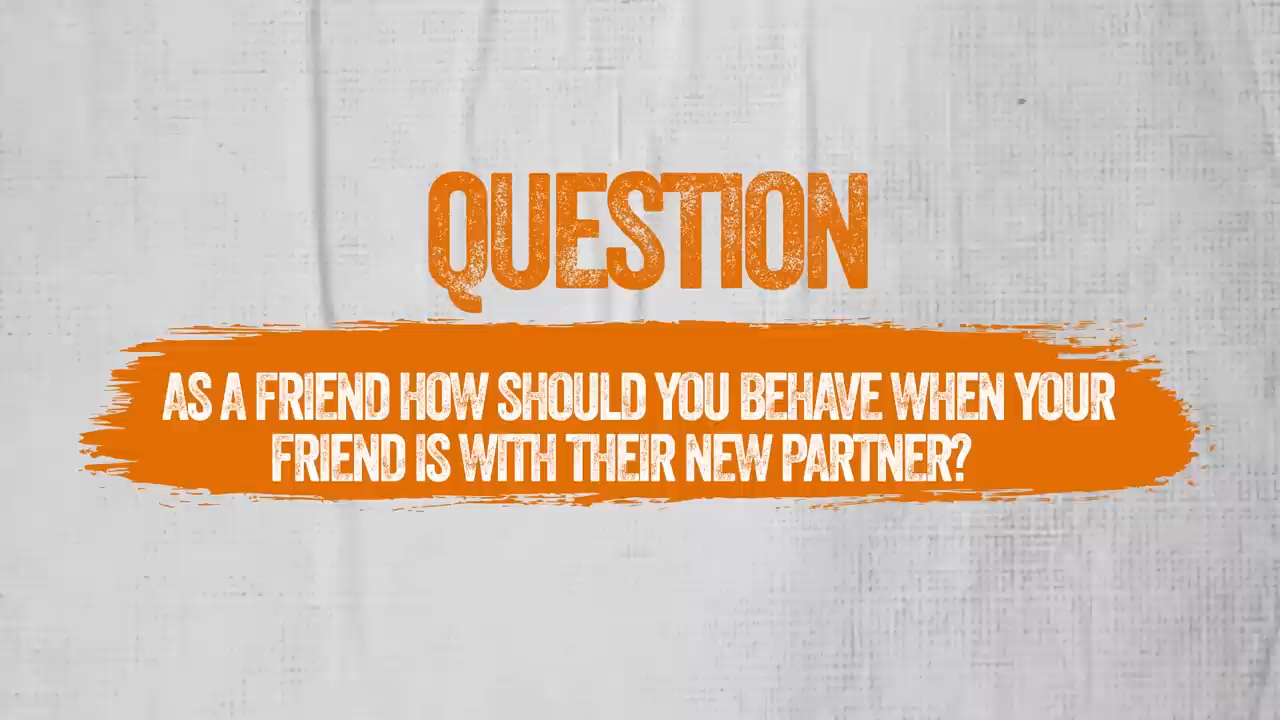 QUESTION
AS A FRIEND HOW SHOULD YOU BEHAVE WHEN YOUR
FRIEND IS WITH THEIR NEW PARTNER?